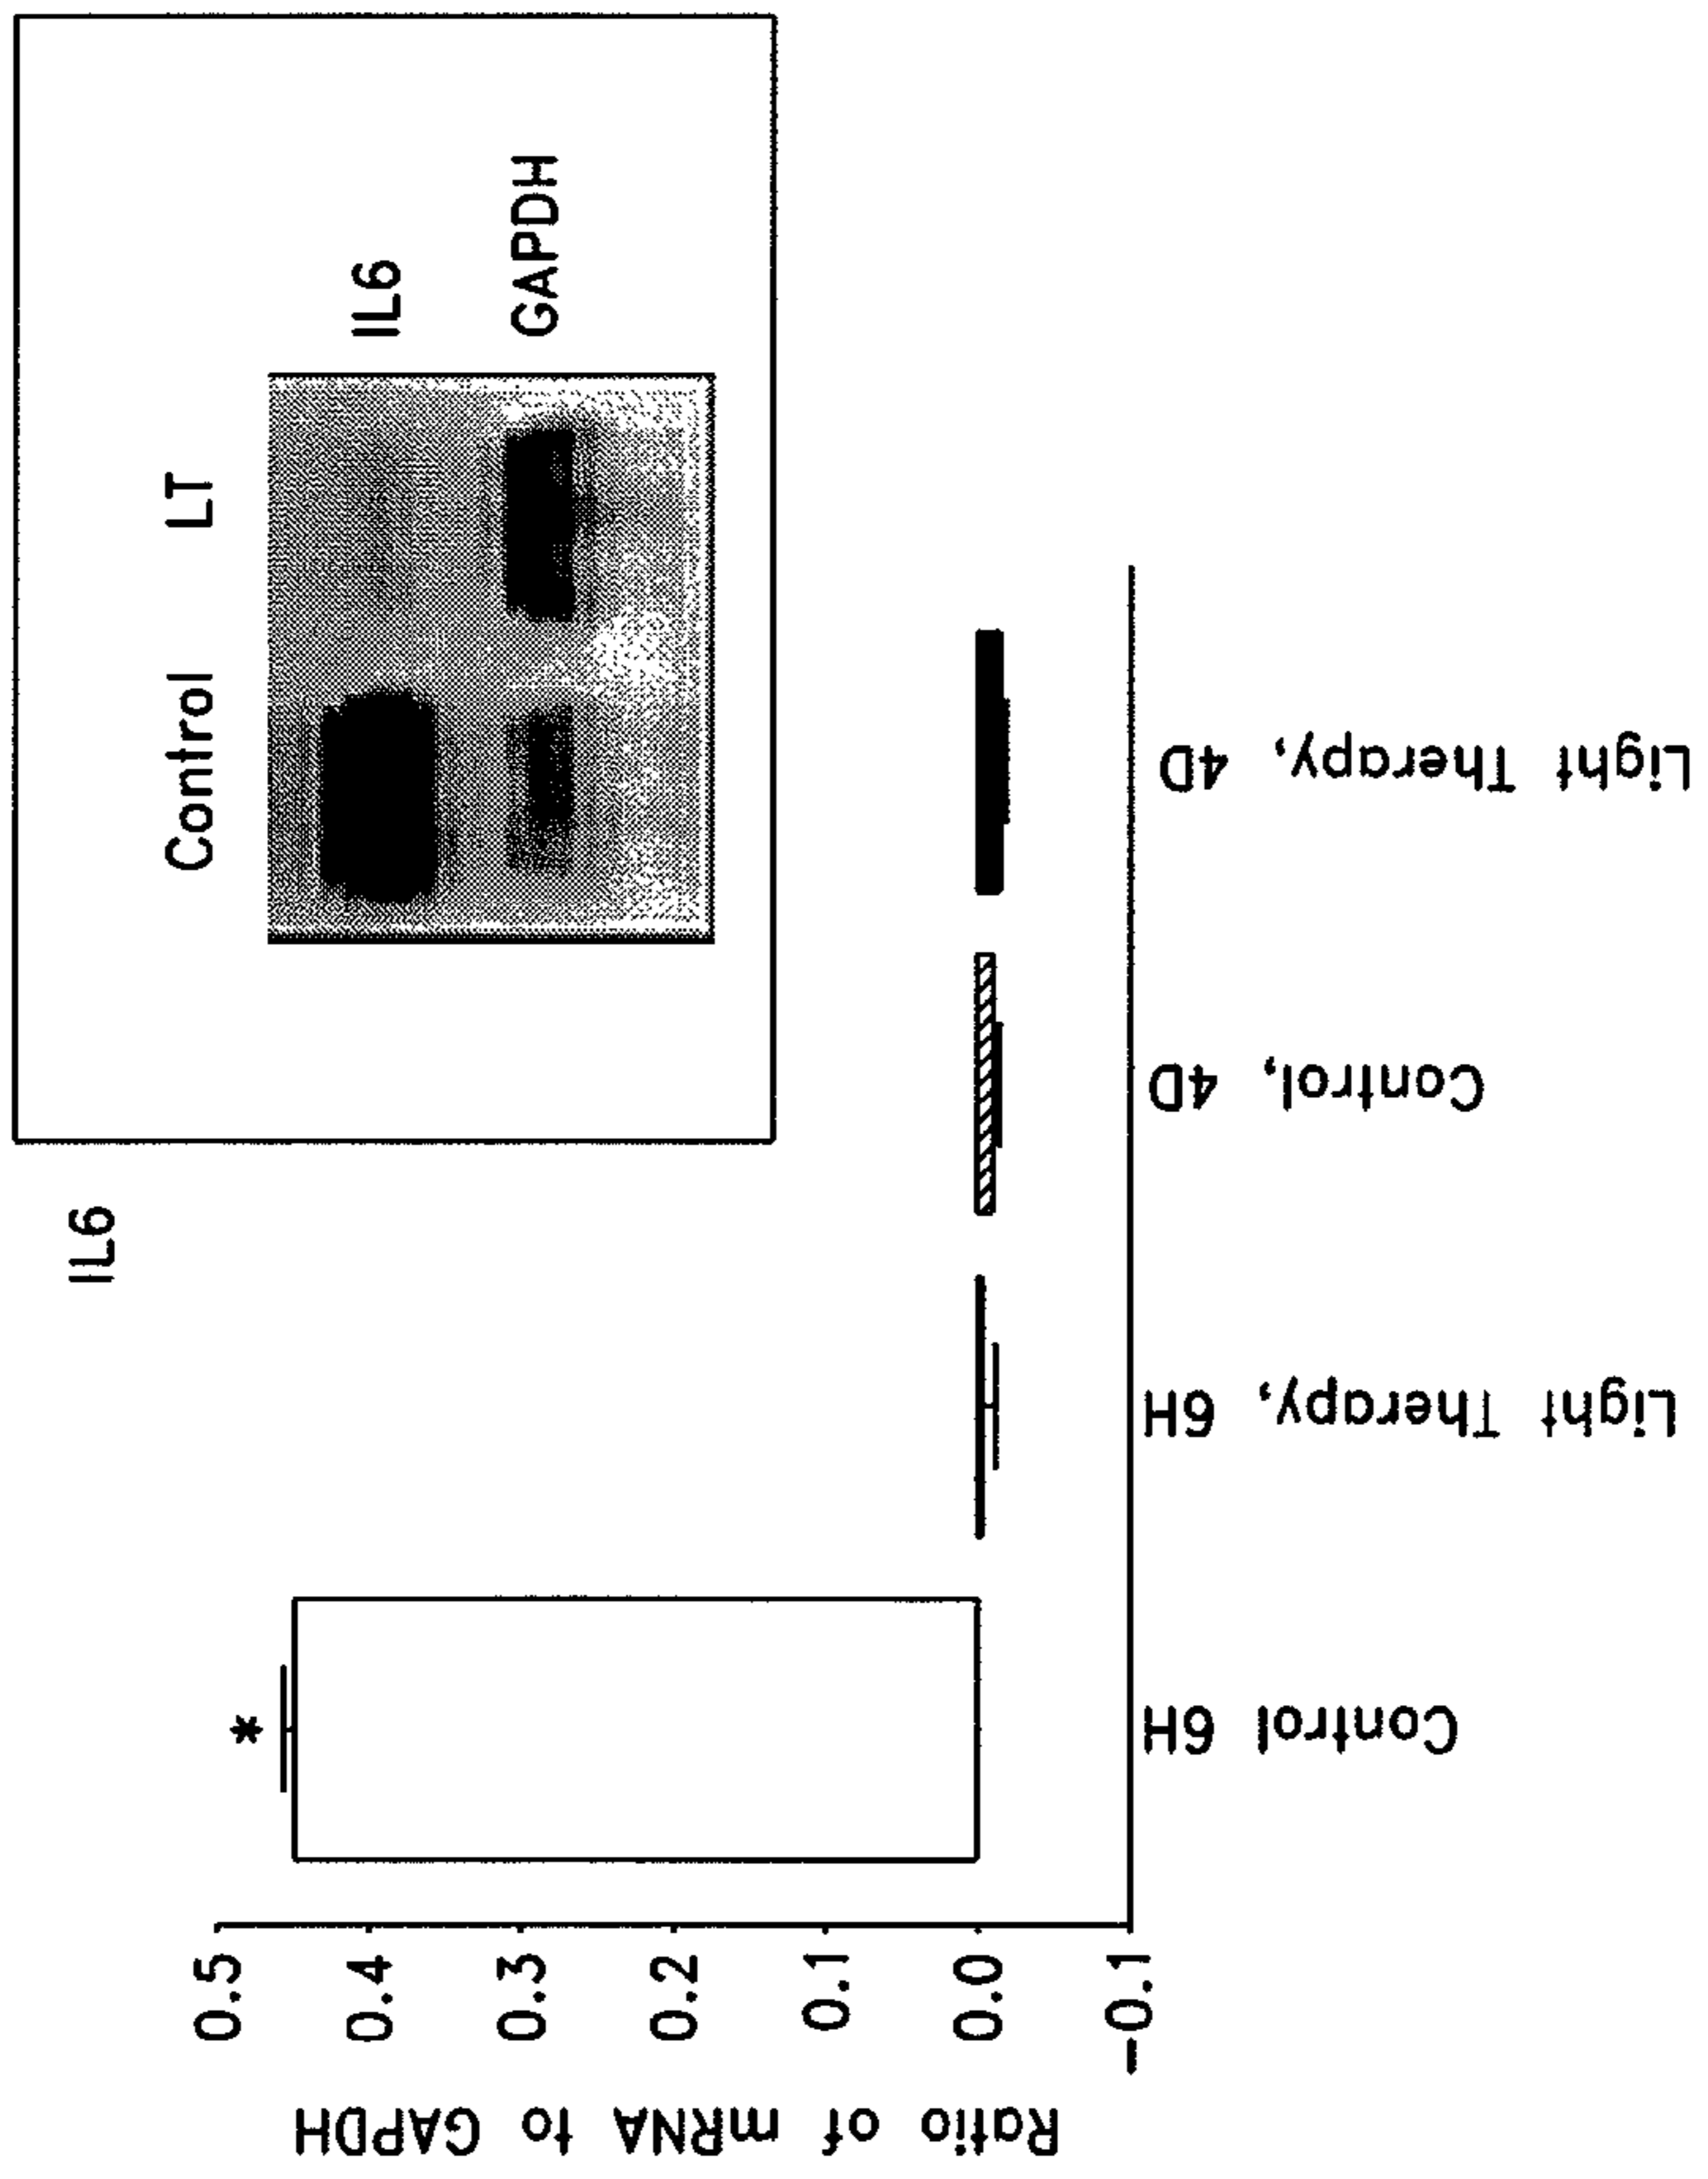 IL6
Control LT
IL6
GAPDH
*
Ratio of mRNA to GAPDH
0.5
0.4
0.3
0.2
0.1
0.0
-0.1
Control 6H
Light Therapy, 6H
Control, 4D
Light Therapy, 4D